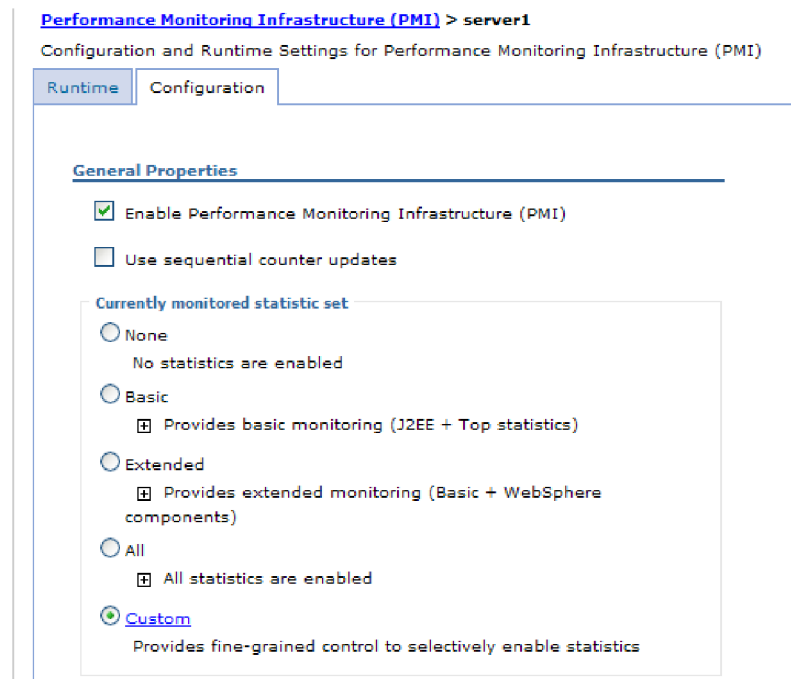 Performance Monitoring Infrastructure (PMI) > server1
Configuration and Runtime Settings for Performance Monitoring Infrastructure (PMI)
Runtime Configuration
General Properties
Enable Performance Monitoring Infrastructure (PMI)
Use sequential counter updates
Currently monitored statistic set
None
No statistics are enabled
Basic
Provides basic monitoring (J2EE + Top statistics)
Extended
Provides extended monitoring (Basic + WebSphere
components)
All
All statistics are enabled
Custom
Provides fine-grained control to selectively enable statistics